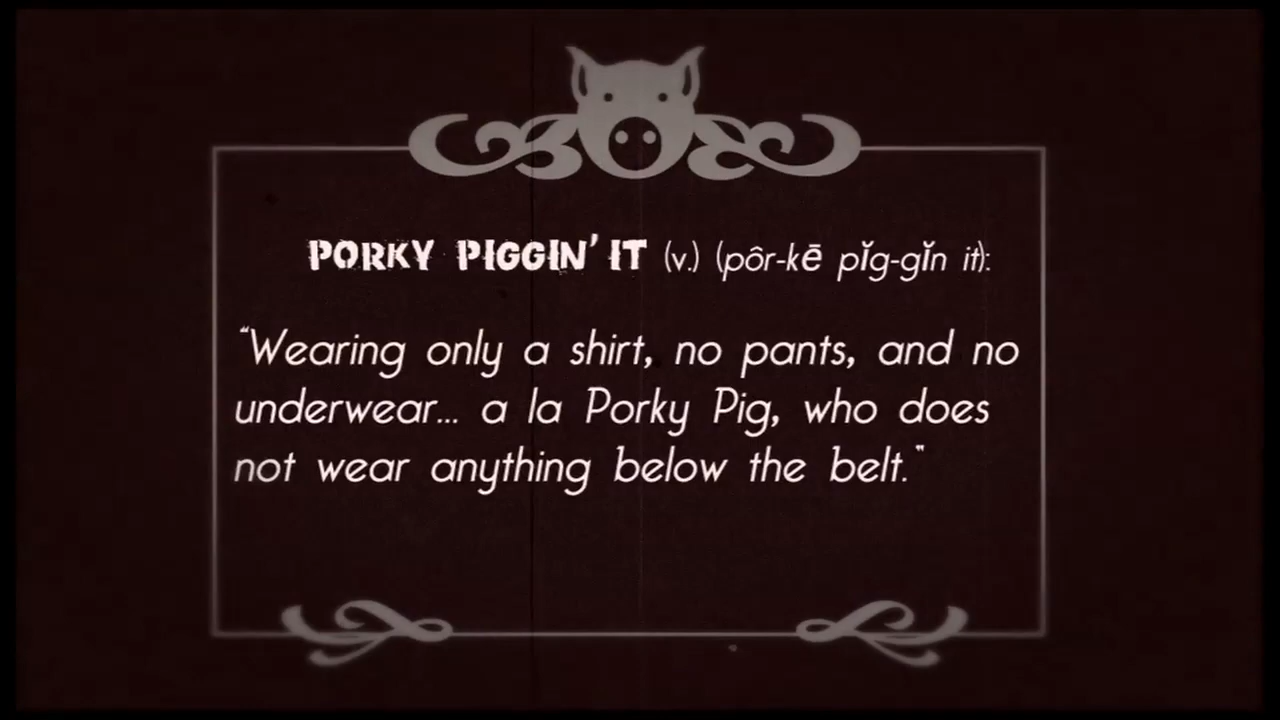 PORKY PIGGIN' IT (v.) (pôr-kē pĭg-gĭn it):
"Wearing only a shirt, no pants, and no
underwear... a la Porky Pig, who does
not wear anything below the belt."